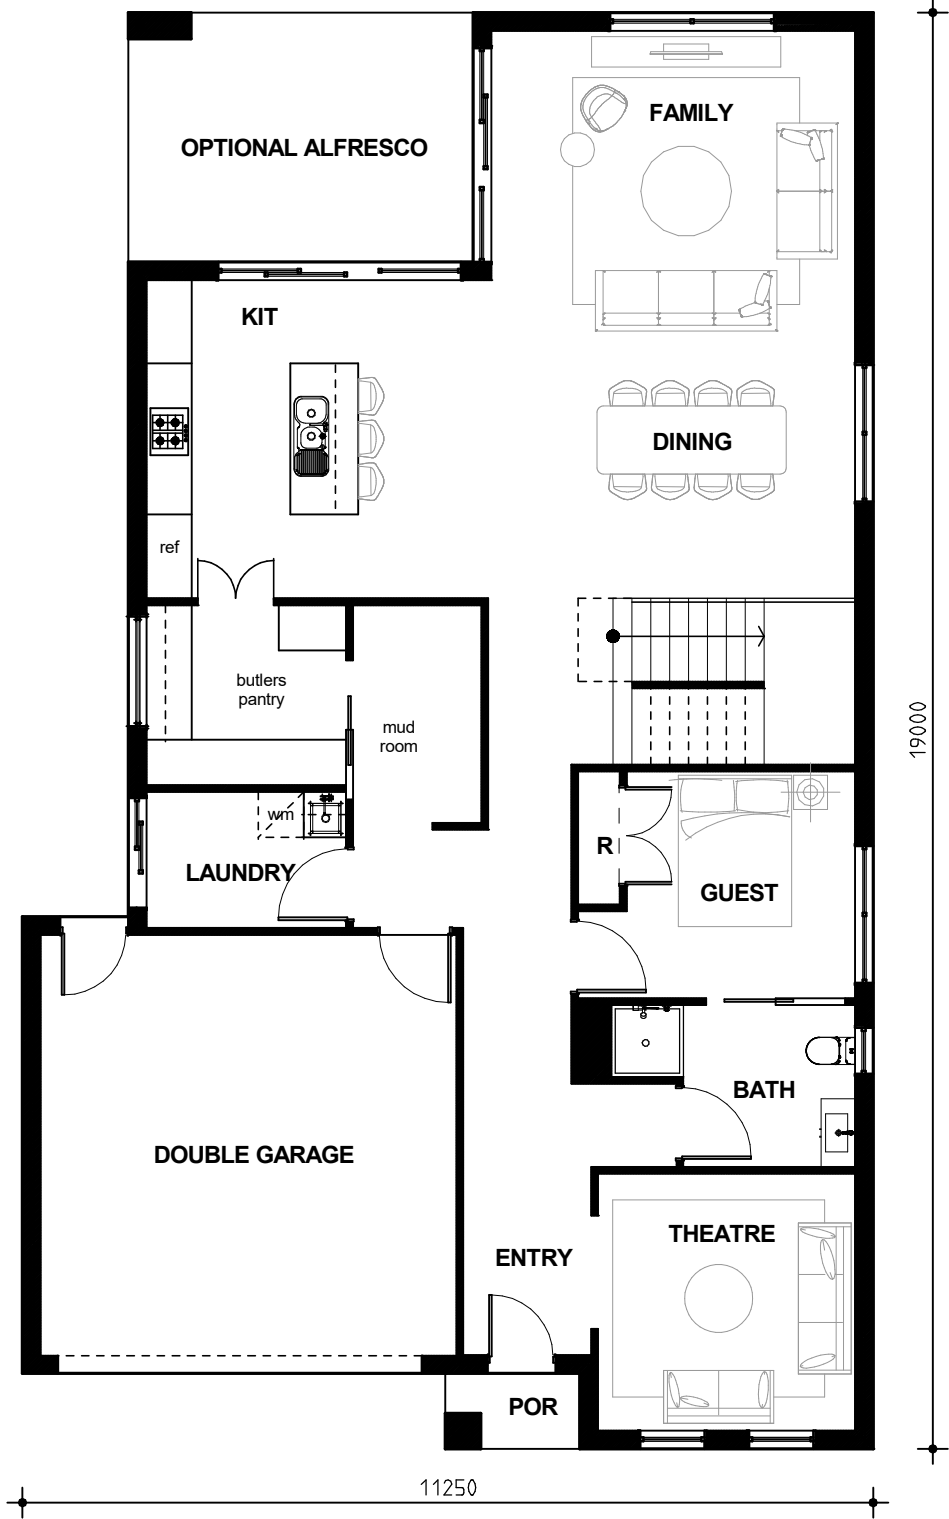 FAMILY
OPTIONAL ALFRESCO
KIT
DINING
ref
butlers
pantry
mud
room
19000
wm
R
LAUNDRY
GUEST
BATH
DOUBLE GARAGE
THEATRE
ENTRY
POR
11250